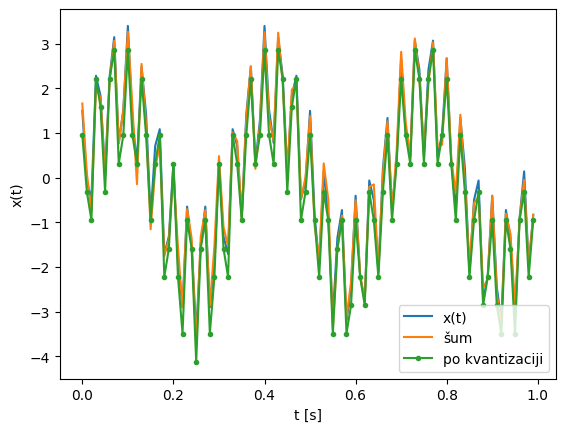 3
2
1
0
−1
−2
−3
−4
x(t)
0.0 0.2 0.4 0.6 0.8 1.0
t [s]
x(t)
šum
po kvantizaciji